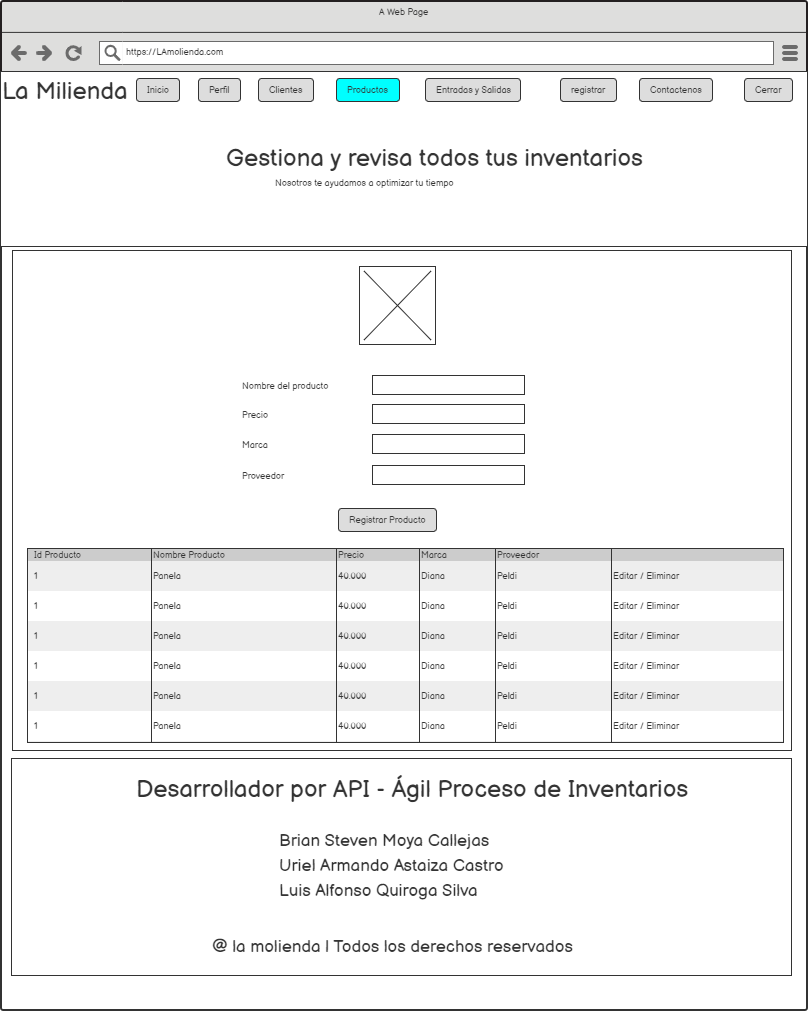 A Web Page
https://LAmolienda.com
La Milienda Inicio Perfil Clientes Productos Entradas y Salidas registrar Contactenos Cerrar
Gestiona y revisa todos tus inventarios
Nosotros te ayudamos a optimizar tu tiempo
Nombre del producto
Precio
Marca
Proveedor
Registrar Producto
Id Producto Nombre Producto Precio Marca Proveedor
1 Panela 40.000 Diana Peldi Editar / Eliminar
1 Panela 40.000 Diana Peldi Editar / Eliminar
1 Panela 40.000 Diana Peldi Editar / Eliminar
1 Panela 40.000 Diana Peldi Editar / Eliminar
1 Panela 40.000 Diana Peldi Editar / Eliminar
1 Panela 40.000 Diana Peldi Editar / Eliminar
Desarrollador por API - Ágil Proceso de Inventarios
Brian Steven Moya Callejas
Uriel Armando Astaiza Castro
Luis Alfonso Quiroga Silva
@ la molienda | Todos los derechos reservados